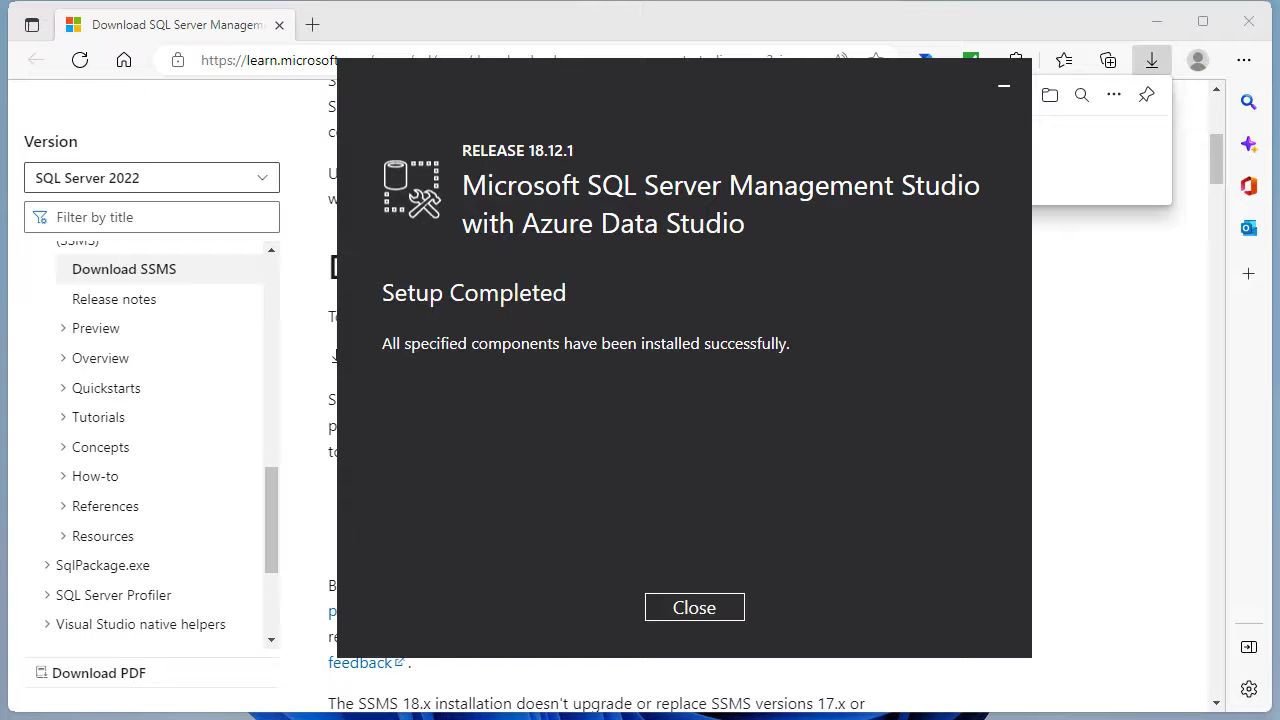 Download SQL Server Managem
https://learn.microsoft
Version
SQL Server 2022
Filter by title
(SSMS)
Download SSMS
Release notes
Preview
Overview
Quickstarts
Tutorials
Concepts
How-to
References
Resources
SqlPackage.exe
SQL Server Profiler
Visual Studio native helpers
Download PDF
RELEASE 18.12.1
Microsoft SQL Server Management Studio
with Azure Data Studio
Setup Completed
All specified components have been installed successfully.
Close
feedback.
The SSMS 18.x installation doesn't upgrade or replace SSMS versions 17.x or